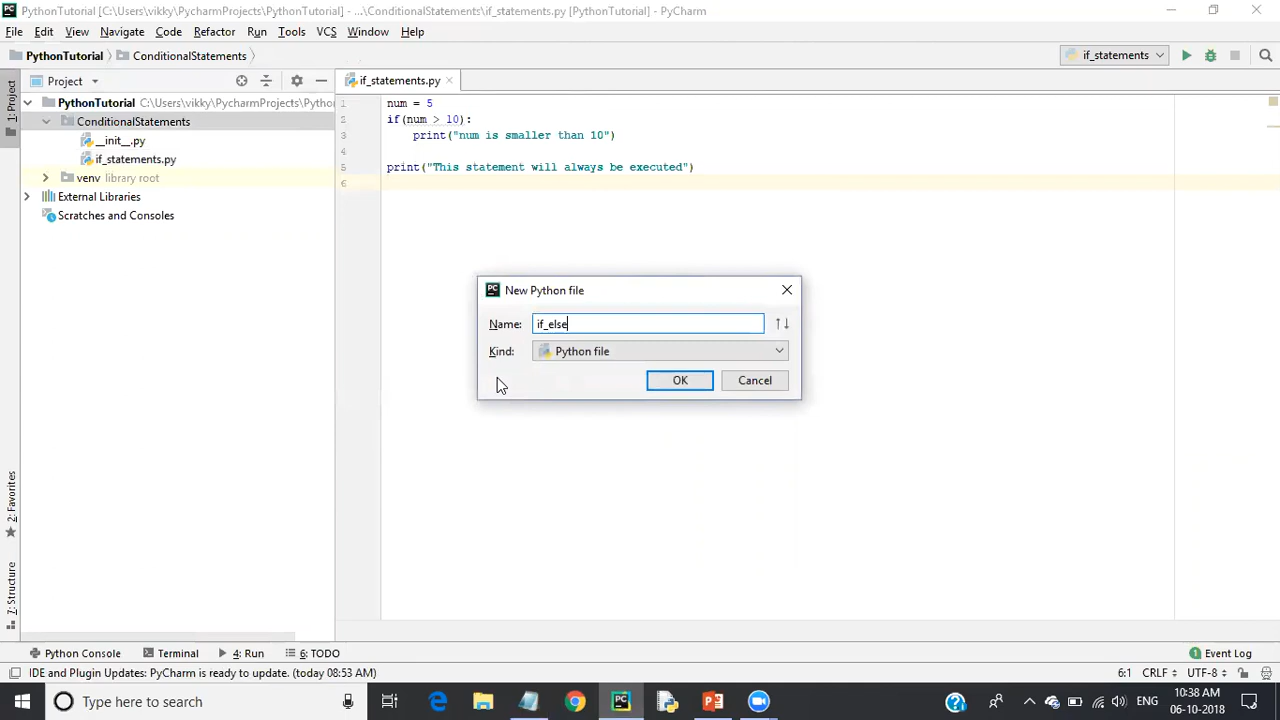 PythonTutorial [C:\Users\vikky\PycharmProjects\PythonTutorial] - ...\ConditionalStatements\if_statements.py [PythonTutorial] - PyCharm
File Edit View Navigate Code Refactor Run Tools VCS Window Help
PythonTutorial ConditionalStatements if_statements
1: Project
Project
if_statements.py
PythonTutorial C:\Users\vikky\PycharmProjects\Pytho
ConditionalStatements
__init__.py
if_statements.py
venv library root
External Libraries
Scratches and Consoles
1 num = 5
2 if(num > 10):
3 print("num is smaller than 10")
4
5 print("This statement will always be executed")
6
PC New Python file
Name: if_else
Kind: Python file
OK Cancel
2: Favorites
7: Structure
Python Console Terminal 4: Run 6: TODO 1 Event Log
IDE and Plugin Updates: PyCharm is ready to update. (today 08:53 AM) 6:1 CRLF UTF-8
Type here to search
ENG
10:38 AM
06-10-2018